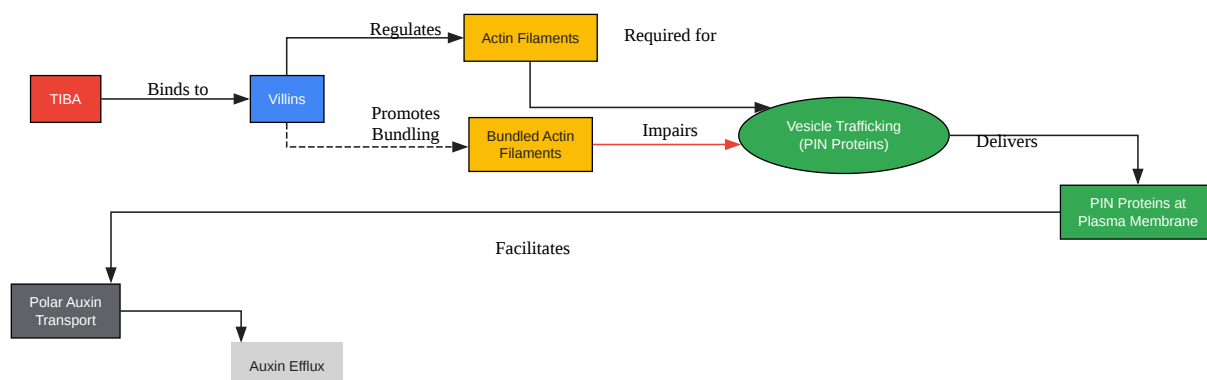 Regulates
Actin Filaments
Required for
TIBA
Binds to
Villins
Promotes
Bundling
Bundled Actin
Filaments
Impairs
Vesicle Trafficking
(PIN Proteins)
Delivers
PIN Proteins at
Plasma Membrane
Facilitates
Polar Auxin
Transport
Auxin Efflux